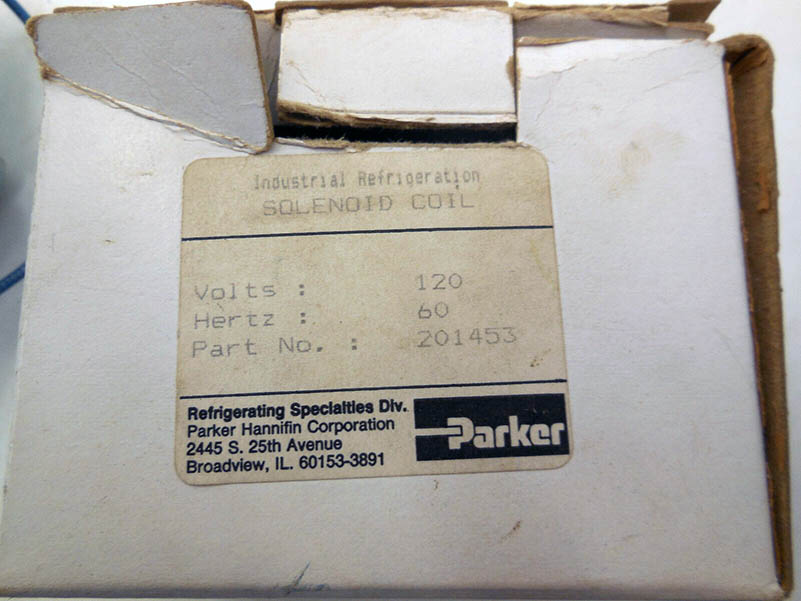 Industrial Refrigeration
SOLENOID COIL
Volts : 120
Hertz : 60
Part No. : 201453
Refrigerating Specialties Div.
Parker Hannifin Corporation
2445 S. 25th Avenue
Broadview, IL. 60153-3891
Parker